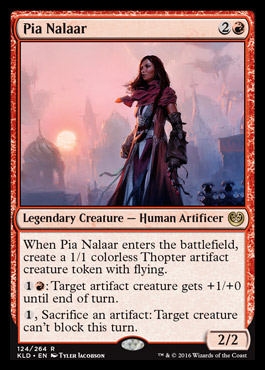 Pia Nalaar 2
Legendary Creature — Human Artificer
When Pia Nalaar enters the battlefield,
create a 1/1 colorless Thopter artifact
creature token with flying.
1 : Target artifact creature gets +1/+0
until end of turn.
1 , Sacrifice an artifact: Target creature
can't block this turn.
2/2
124/264 R
KLD • EN Tyler Jacobson
™ & © 2016 Wizards of the Coast